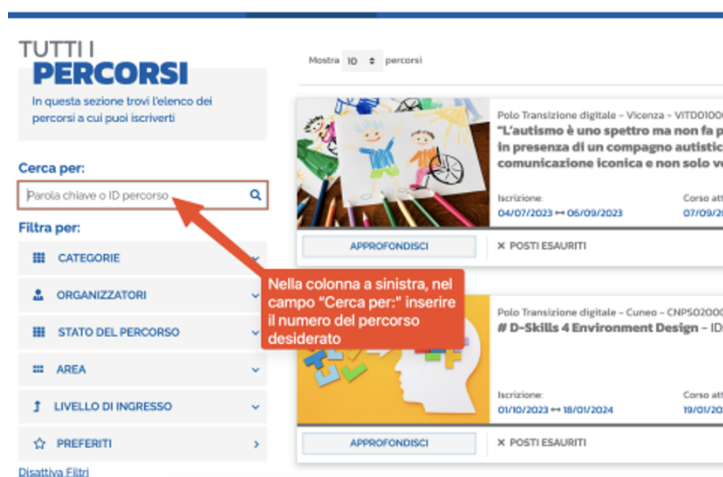 TUTTI I
PERCORSI
In questa sezione trovi l'elenco dei
percorsi a cui puoi iscriverti
Cerca per:
Parola chiave o ID percorso
Filtra per:
CATEGORIE
ORGANIZZATORI
STATO DEL PERCORSO
AREA
LIVELLO DI INGRESSO
PREFERITI
Disattiva Filtri
Nella colonna a sinistra, nel
campo "Cerca per:" inserire
il numero del percorso
desiderato
Mostra 10 percorsi
Polo Transizione digitale - Vicenza - VITD0100
"L'autismo è uno spettro ma non fa p
in presenza di un compagno autistic
comunicazione iconica e non solo ve
Iscrizione: Corso att
04/07/2023 ↔ 06/09/2023 07/09/20
APPROFONDISCI × POSTI ESAURITI
Polo Transizione digitale - Cuneo - CNPS02000
# D-Skills 4 Environment Design - ID
Iscrizione: Corso att
01/10/2023 ↔ 18/01/2024 19/01/20
APPROFONDISCI × POSTI ESAURITI